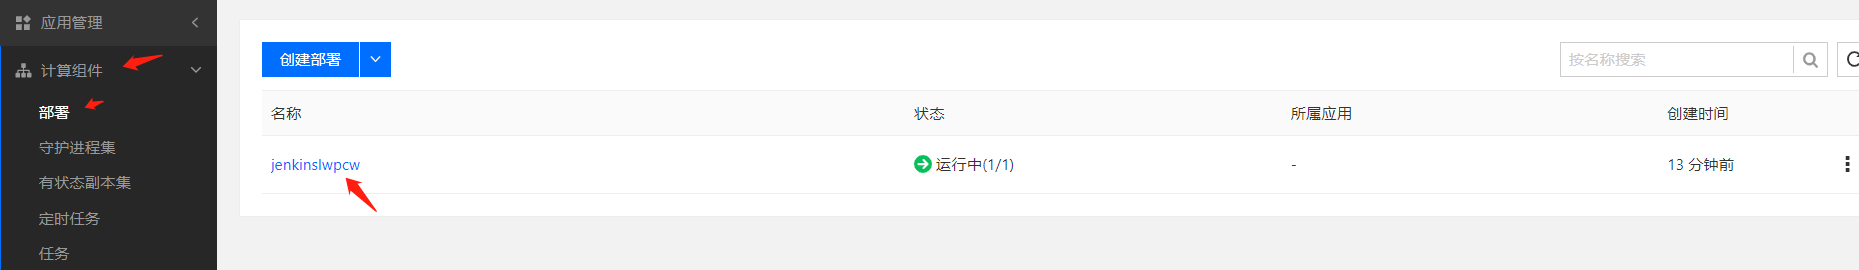 应用管理
计算组件
部署
守护进程集
有状态副本集
定时任务
任务
创建部署
按名称搜索
名称 状态 所属应用 创建时间
jenkinslwpcw 运行中(1/1) - 13 分钟前